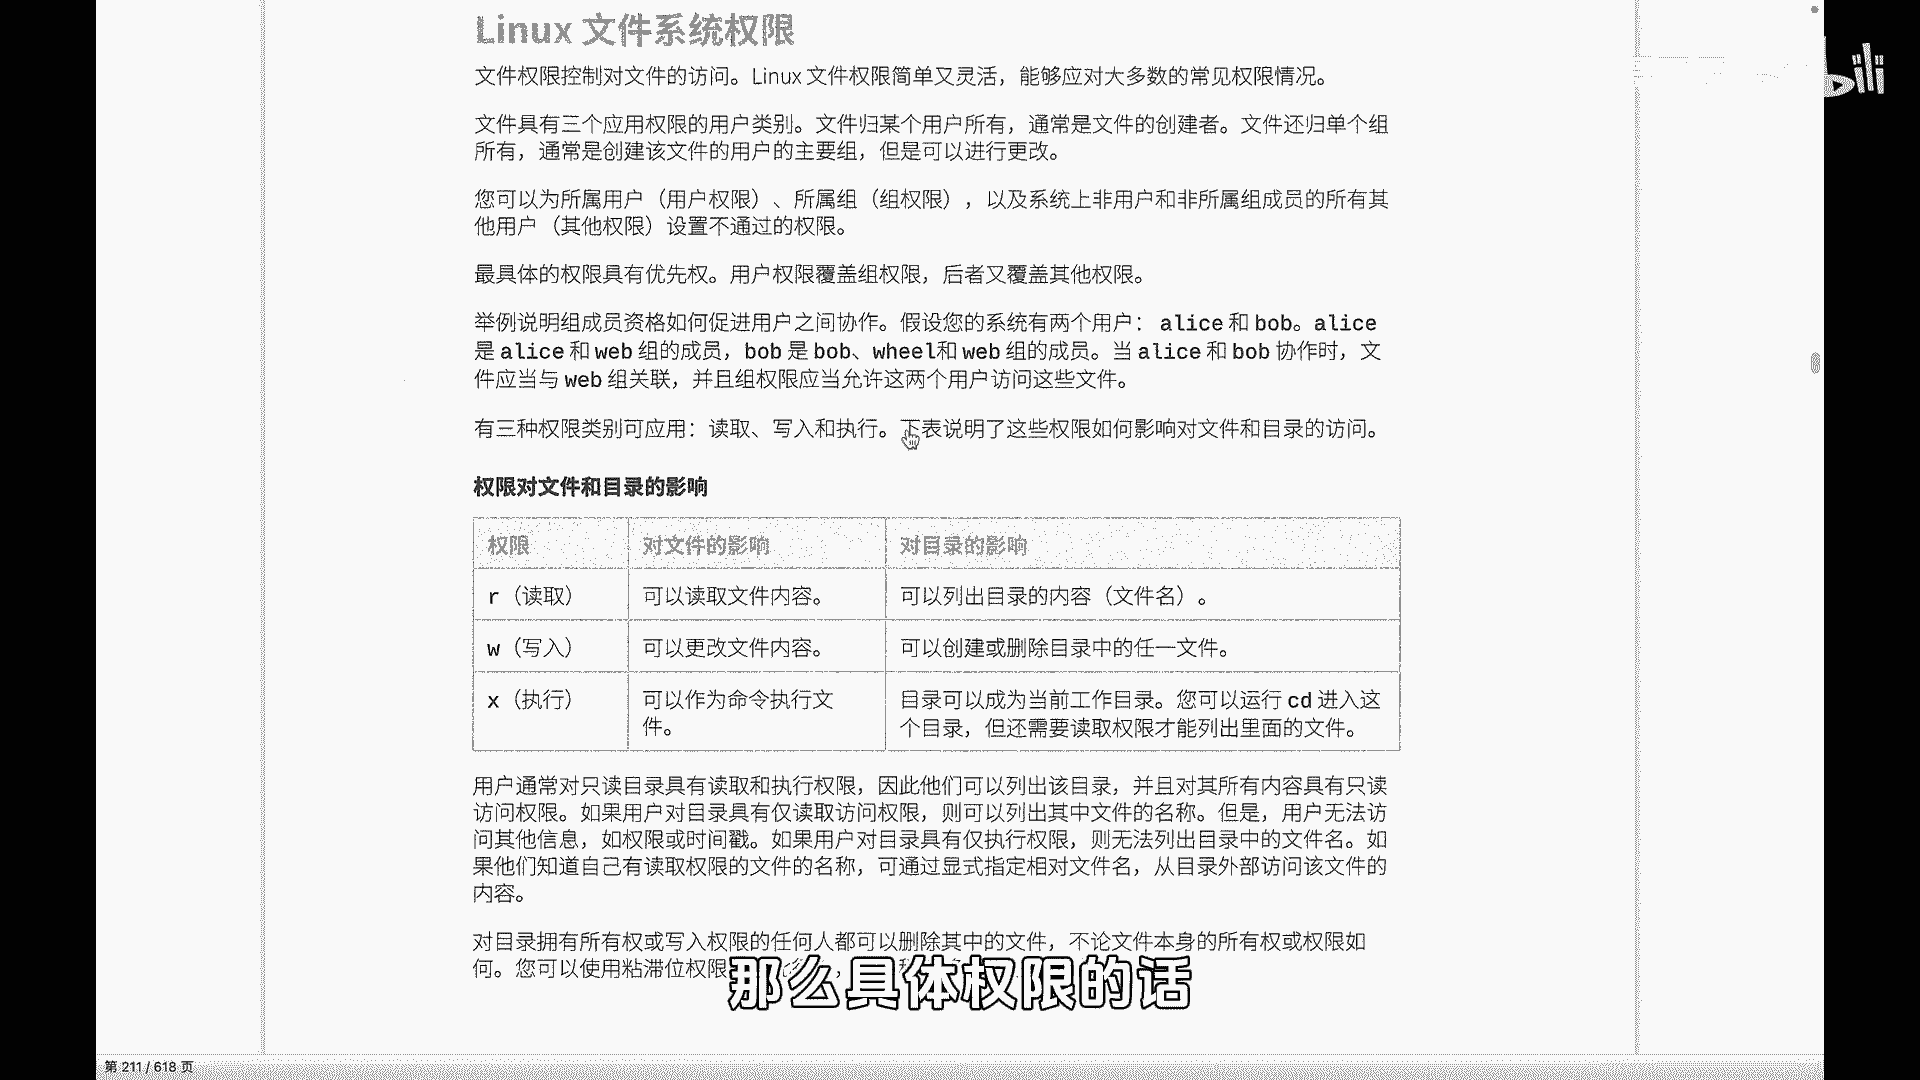 Linux 文件系统权限
bili
文件权限控制对文件的访问。Linux 文件权限简单又灵活，能够应对大多数的常见权限情况。
文件具有三个应用权限的用户类别。文件归某个用户所有，通常是文件的创建者。文件还归单个组
所有，通常是创建该文件的用户的主要组，但是可以进行更改。
您可以为所属用户（用户权限）、所属组（组权限），以及系统上非用户和非所属组成员的所有其
他用户（其他权限）设置不通过的权限。
最具体的权限具有优先权。用户权限覆盖组权限，后者又覆盖其他权限。
举例说明组成员资格如何促进用户之间协作。假设您的系统有两个用户： alice 和 bob。alice
是 alice 和 web 组的成员，bob 是 bob、wheel和 web 组的成员。当 alice 和 bob 协作时，文
件应当与 web 组关联，并且组权限应当允许这两个用户访问这些文件。
有三种权限类别可应用：读取、写入和执行。下表说明了这些权限如何影响对文件和目录的访问。
权限对文件和目录的影响
权限 对文件的影响 对目录的影响
r（读取） 可以读取文件内容。 可以列出目录的内容（文件名）。
w（写入） 可以更改文件内容。 可以创建或删除目录中的任一文件。
x（执行） 可以作为命令执行文 目录可以成为当前工作目录。您可以运行 cd 进入这
件。 个目录，但还需要读取权限才能列出里面的文件。
用户通常对只读目录具有读取和执行权限，因此他们可以列出该目录，并且对其所有内容具有只读
访问权限。如果用户对目录具有仅读取访问权限，则可以列出其中文件的名称。但是，用户无法访
问其他信息，如权限或时间戳。如果用户对目录具有仅执行权限，则无法列出目录中的文件名。如
果他们知道自己有读取权限的文件的名称，可通过显式指定相对文件名，从目录外部访问该文件的
内容。
对目录拥有所有权或写入权限的任何人都可以删除其中的文件，不论文件本身的所有权或权限如
何。您可以使用粘滞位权限
那么具体权限的话
第 211 / 618 页